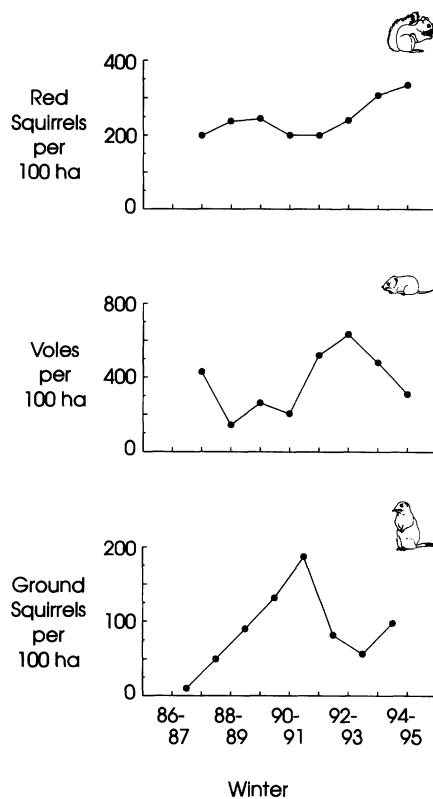 400
Red
Squirrels
per
100 ha
200
0
800
Voles
per
100 ha
400
0
200
Ground
Squirrels
per
100 ha
100
0
86-
87
88-
89
90-
91
92-
93
94-
95
Winter